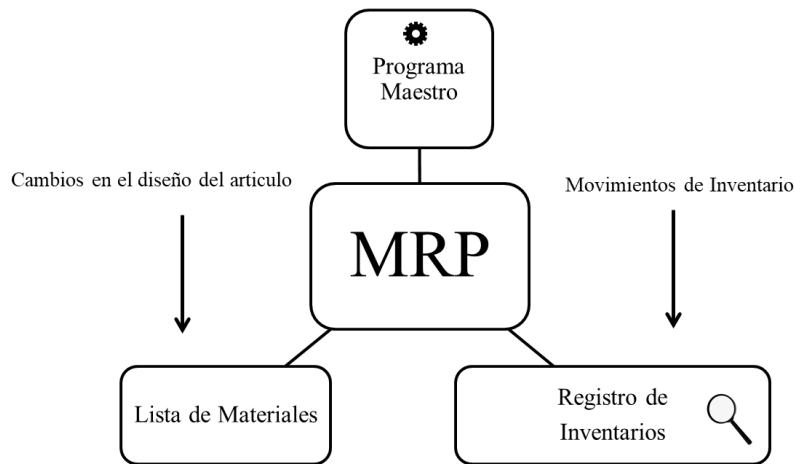 Programa
Maestro
Cambios en el diseño del articulo
Movimientos de Inventario
MRP
Lista de Materiales
Registro de
Inventarios